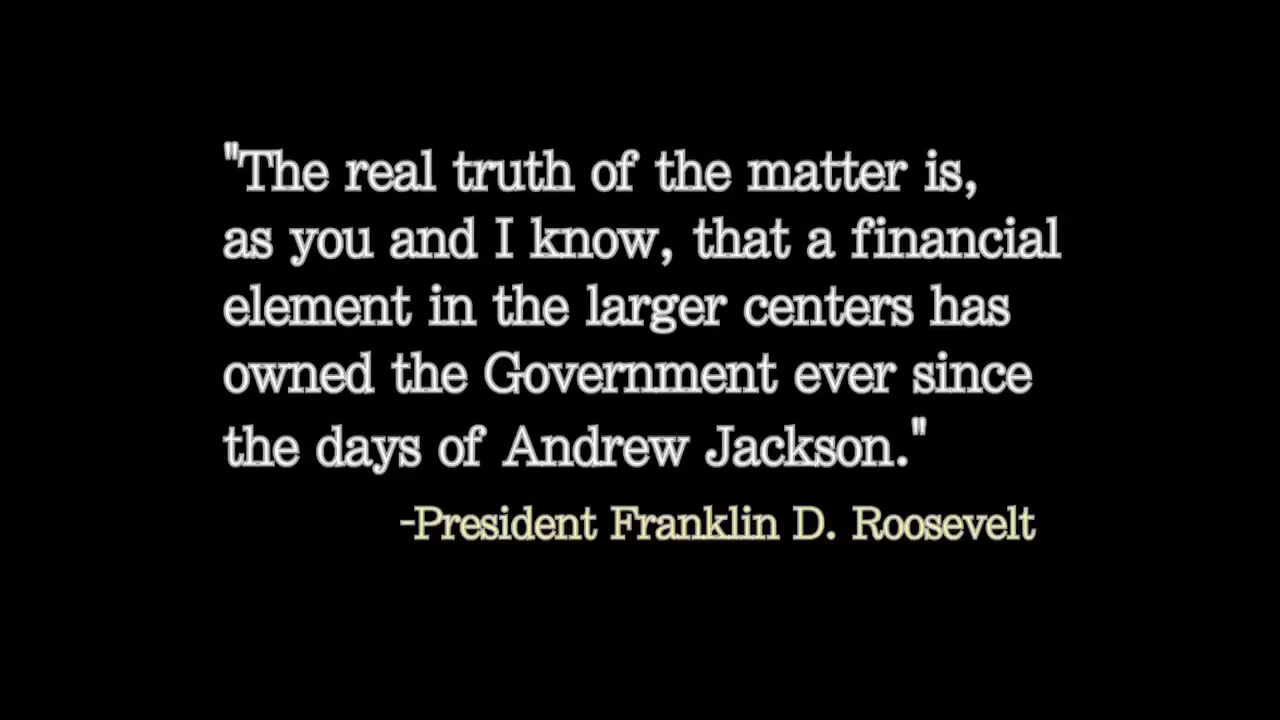 "The real truth of the matter is,
as you and I know, that a financial
element in the larger centers has
owned the Government ever since
the days of Andrew Jackson."
-President Franklin D. Roosevelt